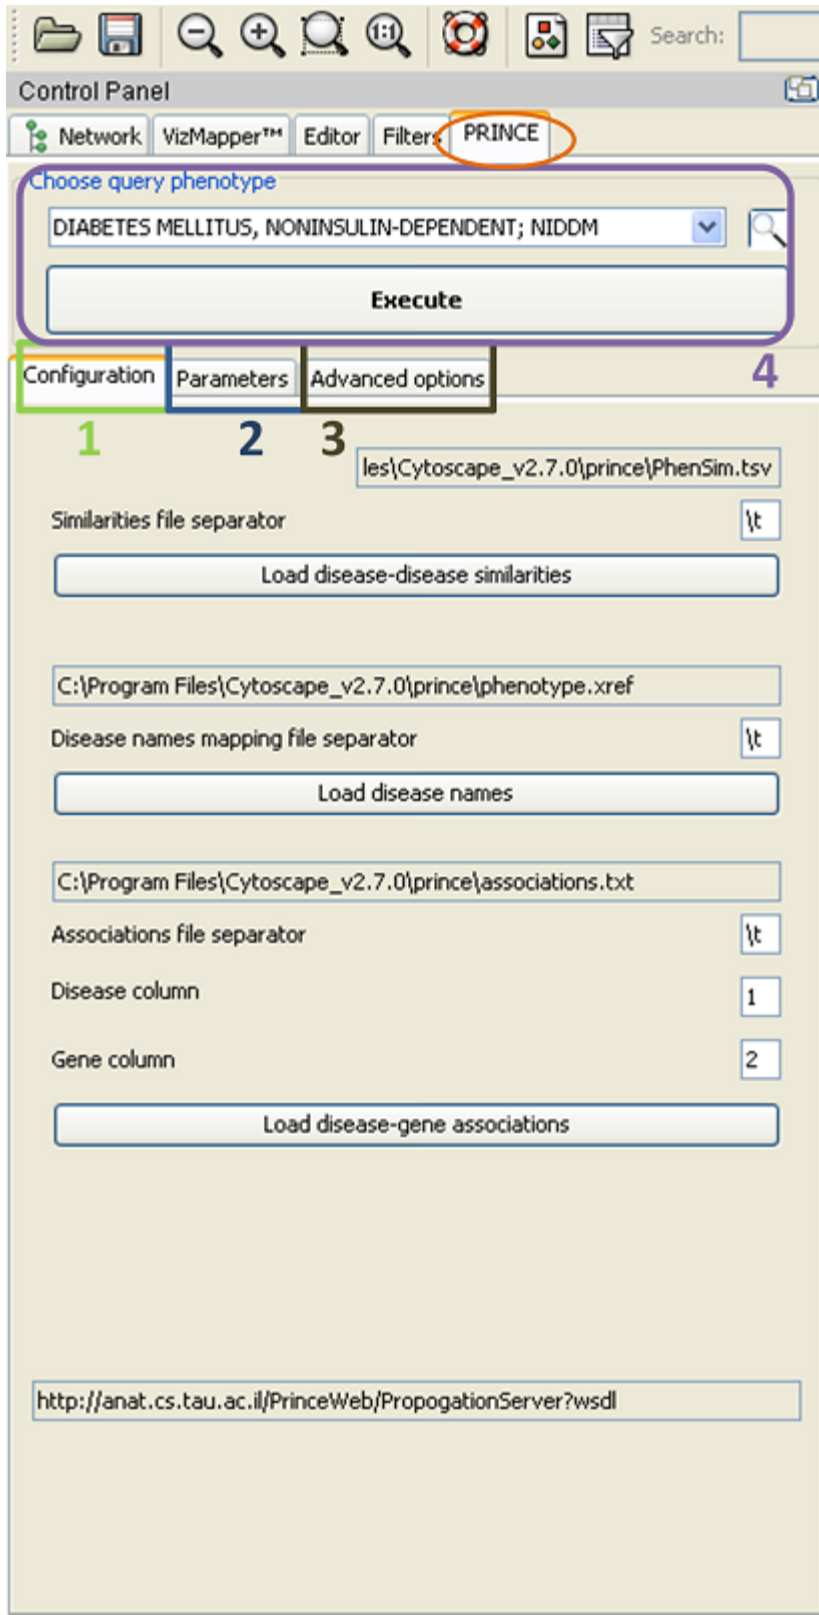 1:1
Search:
Control Panel
Network VizMapper™ Editor Filters PRINCE
Choose query phenotype
DIABETES MELLITUS, NONINSULIN-DEPENDENT; NIDDM
Execute
Configuration Parameters Advanced options 4
1 2 3
les\Cytoscape_v2.7.0\prince\PhenSim.tsv
Similarities file separator \t
Load disease-disease similarities
C:\Program Files\Cytoscape_v2.7.0\prince\phenotype.xref
Disease names mapping file separator \t
Load disease names
C:\Program Files\Cytoscape_v2.7.0\prince\associations.txt
Associations file separator \t
Disease column 1
Gene column 2
Load disease-gene associations
http://anat.cs.tau.ac.il/PrinceWeb/PropogationServer?wsdl